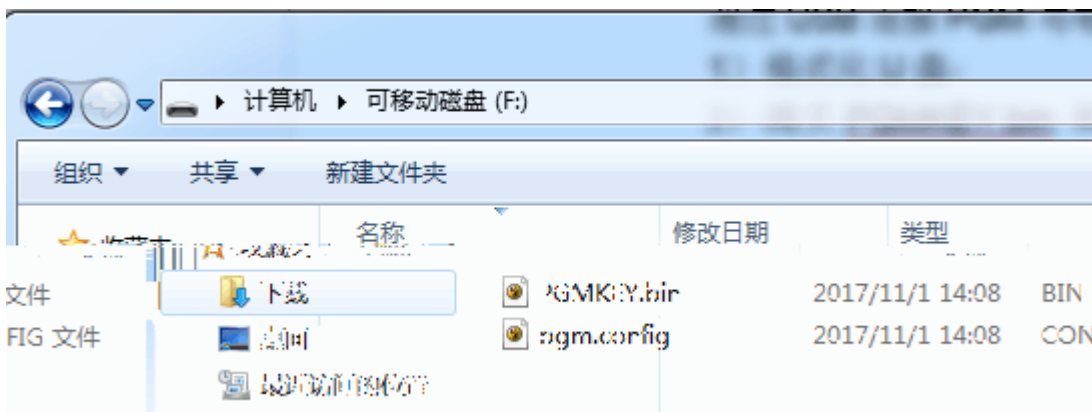 计算机 可移动磁盘 (F:)
组织 共享 新建文件夹
名称 修改日期 类型
文件 下载 PGMKEY.bin 2017/11/1 14:08 BIN
FIG 文件 pgm.config 2017/11/1 14:08 CON